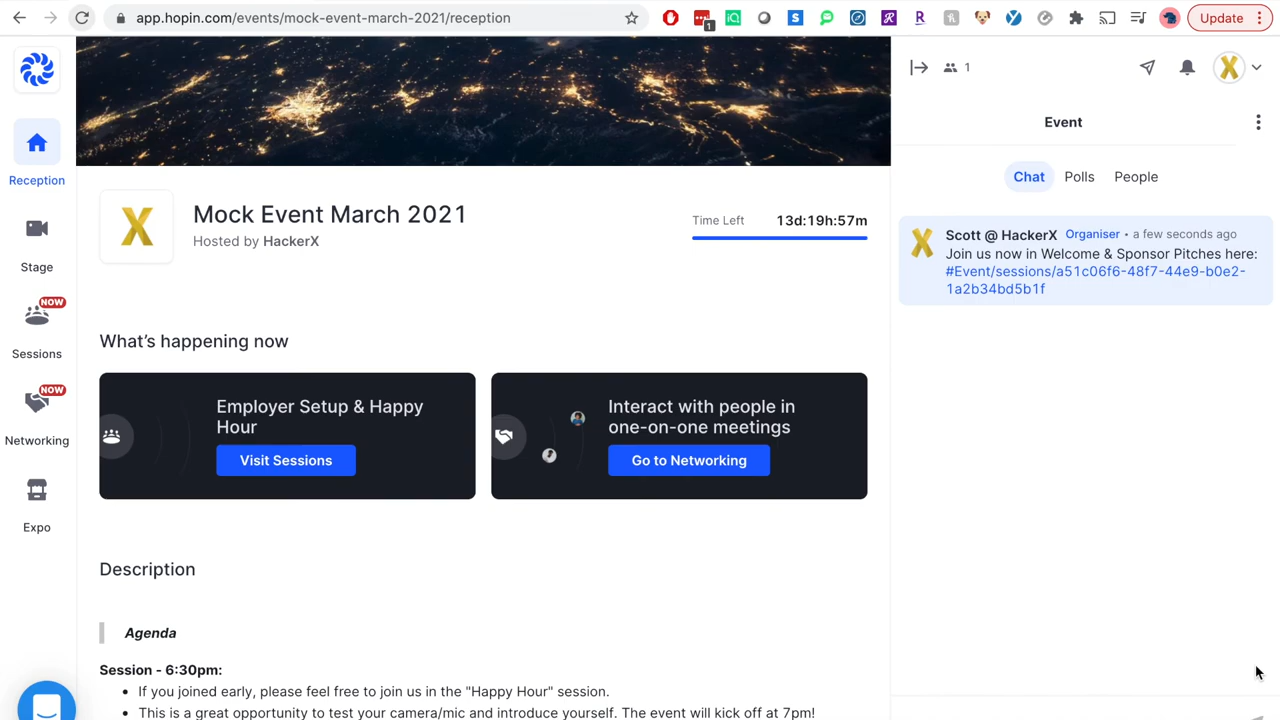 app.hopin.com/events/mock-event-march-2021/reception
1
Update
Reception
Stage
NOW
Sessions
NOW
Networking
Expo
X
Mock Event March 2021
Hosted by HackerX
Time Left 13d:19h:57m
What's happening now
Employer Setup & Happy
Hour
Visit Sessions
Interact with people in
one-on-one meetings
Go to Networking
Description
Agenda
Session - 6:30pm:
• If you joined early, please feel free to join us in the "Happy Hour" session.
• This is a great opportunity to test your camera/mic and introduce yourself. The event will kick off at 7pm!
1
X
Event
Chat Polls People
X
Scott @ HackerX Organiser • a few seconds ago
Join us now in Welcome & Sponsor Pitches here:
#Event/sessions/a51c06f6-48f7-44e9-b0e2-
1a2b34bd5b1f